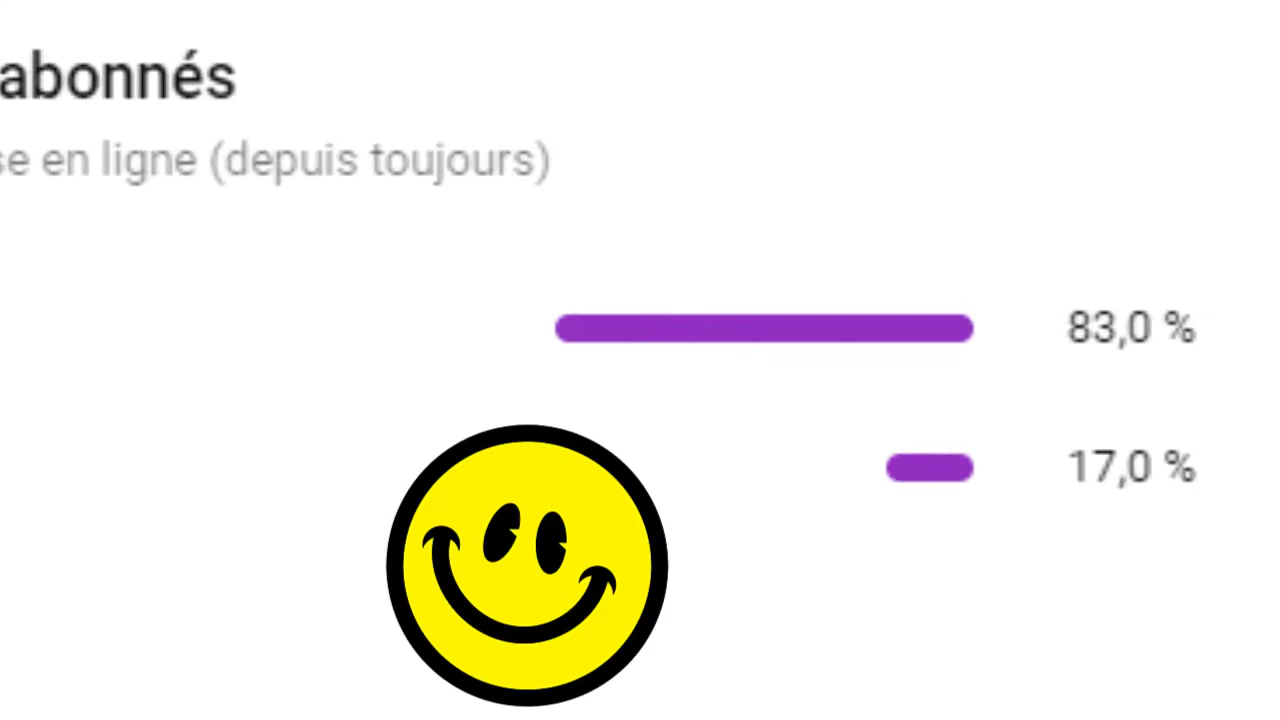 abonnés
se en ligne (depuis toujours)
83,0 %
17,0 %